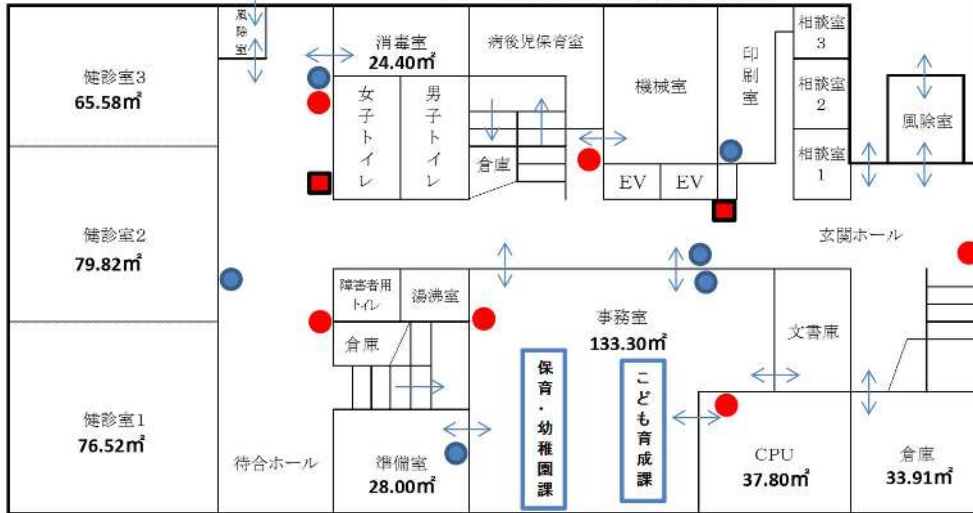 風除室
消毒室
24.40㎡
病後児保育室
印刷室
相談室
3
健診室3
65.58㎡
機械室
相談室
2
女子トイレ
男子トイレ
風除室
倉庫
相談室
1
EV
EV
健診室2
79.82㎡
玄関ホール
障害者用
トイレ
湯沸室
事務室
133.30㎡
文書庫
倉庫
保育・幼稚園課
こども育成課
健診室1
76.52㎡
待合ホール
準備室
28.00㎡
CPU
37.80㎡
倉庫
33.91㎡